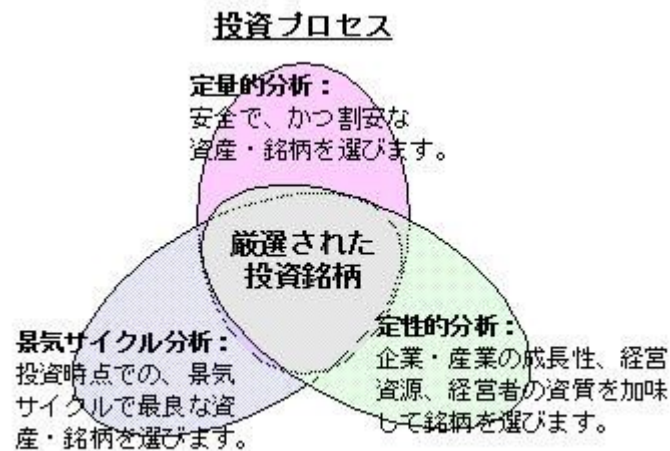 投資プロセス
定量的分析：
安全で、かつ割安な
資産・銘柄を選びます。
厳選された
投資銘柄
景気サイクル分析：
投資時点での、景気
サイクルで最良な資
産・銘柄を選びます。
定性的分析：
企業・産業の成長性、経営
資源、経営者の資質を加味
して銘柄を選びます。